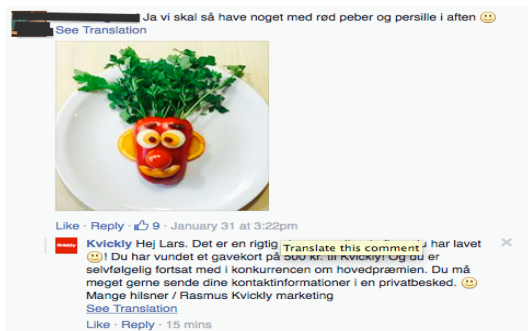 Ja vi skal så have noget med rød peber og persille i aften
See Translation
Like · Reply · 9 · January 31 at 3:22pm
Kvickly Hej Lars. Det er en rigtig Translate this comment har lavet
! Du har vundet et gavekort på 500 kr. til Kvickly! Og du er
selvfølgelig fortsat med i konkurrencen om hovedpræmien. Du må
meget gerne sende dine kontaktinformationer i en privatbesked.
Mange hilsner / Rasmus Kvickly marketing
See Translation
Like · Reply · 15 mins